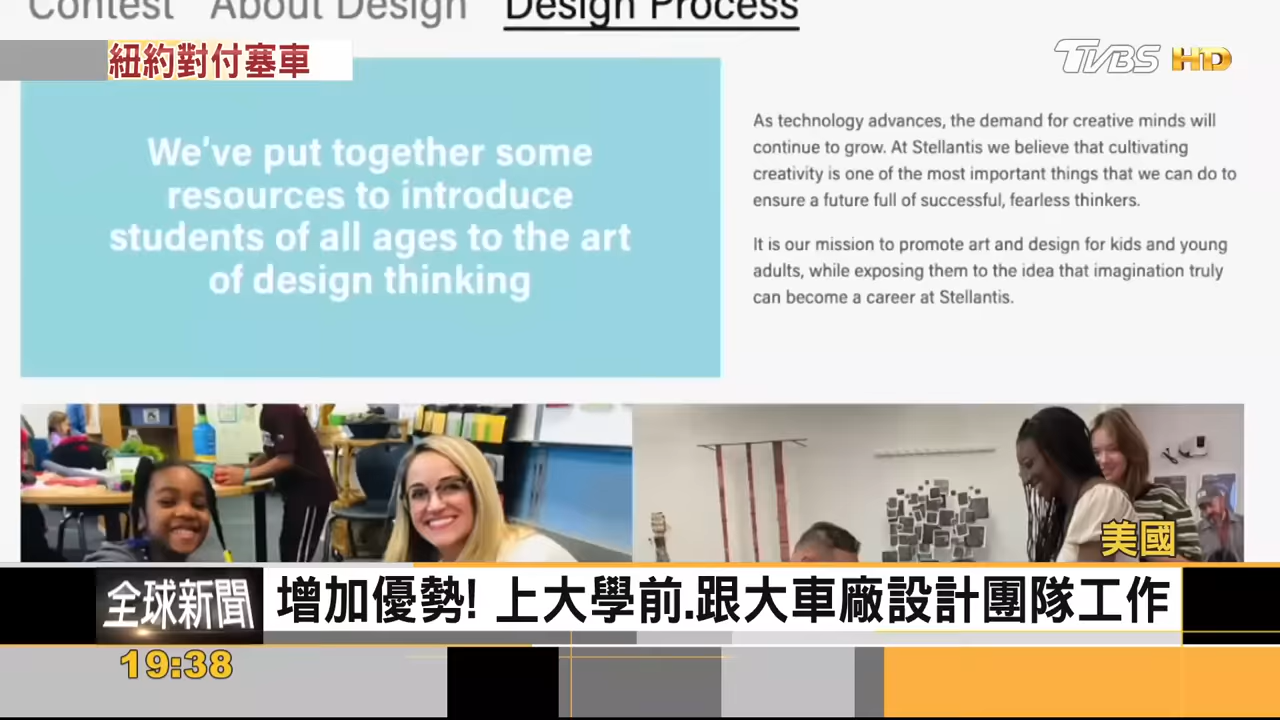 Contest About Design Design Process
紐約對付塞車
TVBS HD
We've put together some
resources to introduce
students of all ages to the art
of design thinking
As technology advances, the demand for creative minds will
continue to grow. At Stellantis we believe that cultivating
creativity is one of the most important things that we can do to
ensure a future full of successful, fearless thinkers.
It is our mission to promote art and design for kids and young
adults, while exposing them to the idea that imagination truly
can become a career at Stellantis.
美國
全球新聞
增加優勢! 上大學前.跟大車廠設計團隊工作
19:38